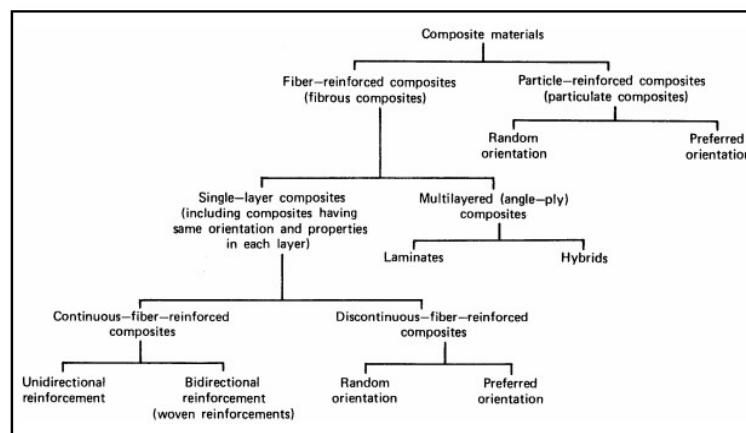 Composite materials
Fiber–reinforced composites
(fibrous composites)
Particle–reinforced composites
(particulate composites)
Random
orientation
Preferred
orientation
Single–layer composites
(including composites having
same orientation and properties
in each layer)
Multilayered (angle–ply)
composites
Laminates
Hybrids
Continuous–fiber–reinforced
composites
Discontinuous–fiber–reinforced
composites
Unidirectional
reinforcement
Bidirectional
reinforcement
(woven reinforcements)
Random
orientation
Preferred
orientation